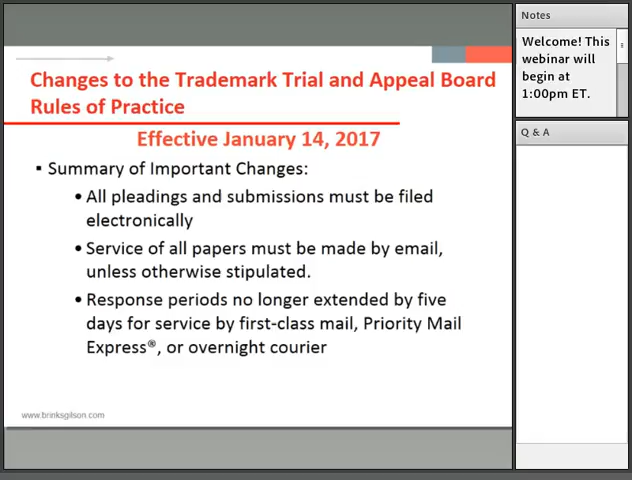 Changes to the Trademark Trial and Appeal Board
Rules of Practice
Effective January 14, 2017
▪ Summary of Important Changes:
• All pleadings and submissions must be filed
electronically
• Service of all papers must be made by email,
unless otherwise stipulated.
• Response periods no longer extended by five
days for service by first-class mail, Priority Mail
Express®, or overnight courier
www.brinksgilson.com
Notes
Welcome! This
webinar will
begin at
1:00pm ET.
Q & A